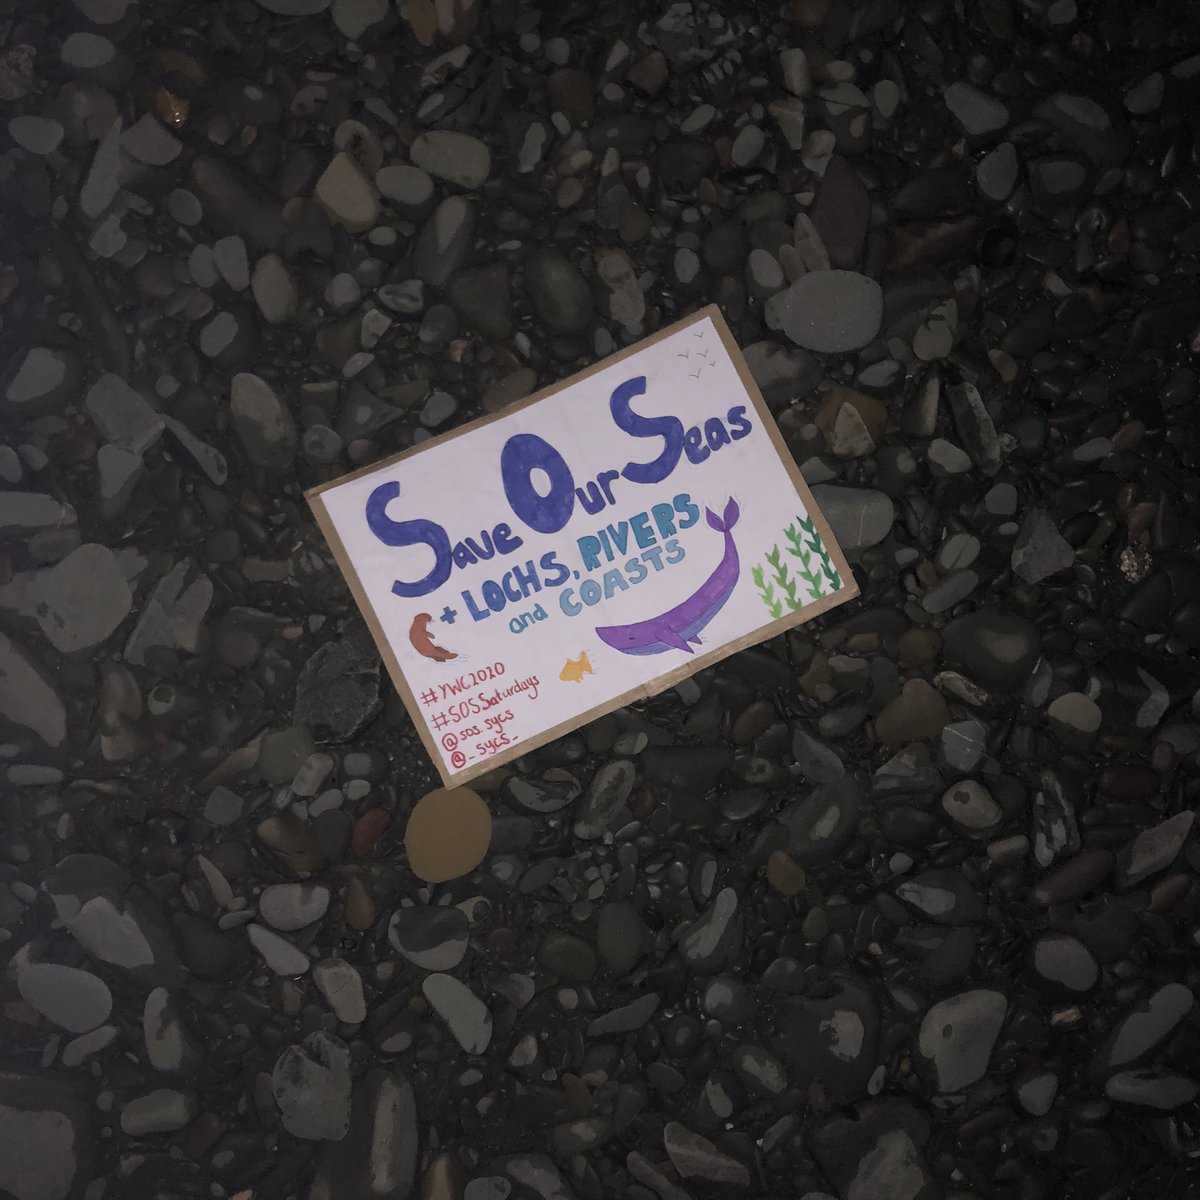 Save Our Seas
+ LOCHS, RIVERS
and COASTS
#YWC2020
#SOSSaturdays
@sos.sycs
@_sycs_